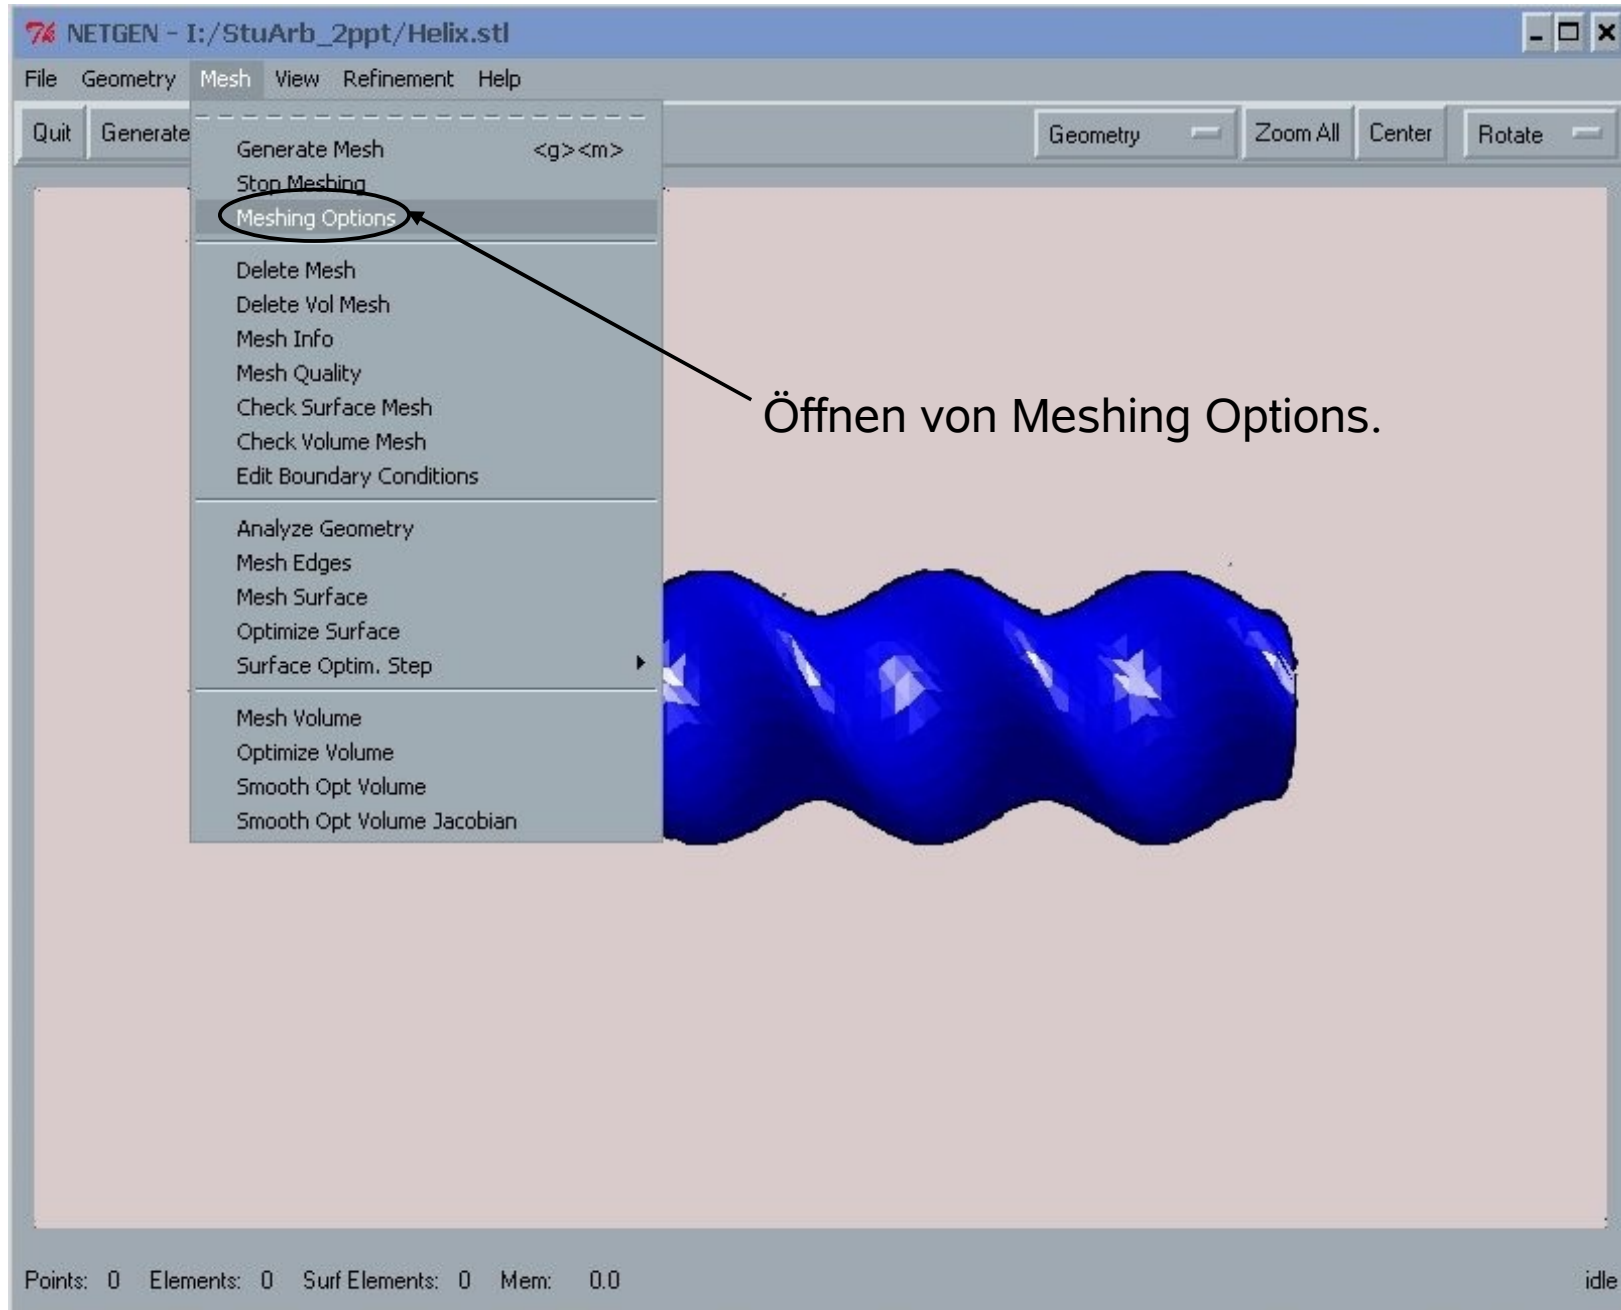 NETGEN - I:/StuArb_2ppt/Helix.stl
File Geometry Mesh View Refinement Help
Quit Generate Geometry Zoom All Center Rotate
Generate Mesh <g><m>
Stop Meshing
Meshing Options
Delete Mesh
Delete Vol Mesh
Mesh Info
Mesh Quality
Check Surface Mesh
Check Volume Mesh
Edit Boundary Conditions
Analyze Geometry
Mesh Edges
Mesh Surface
Optimize Surface
Surface Optim. Step
Mesh Volume
Optimize Volume
Smooth Opt Volume
Smooth Opt Volume Jacobian
Öffnen von Meshing Options.
Points: 0 Elements: 0 Surf Elements: 0 Mem: 0.0 idle